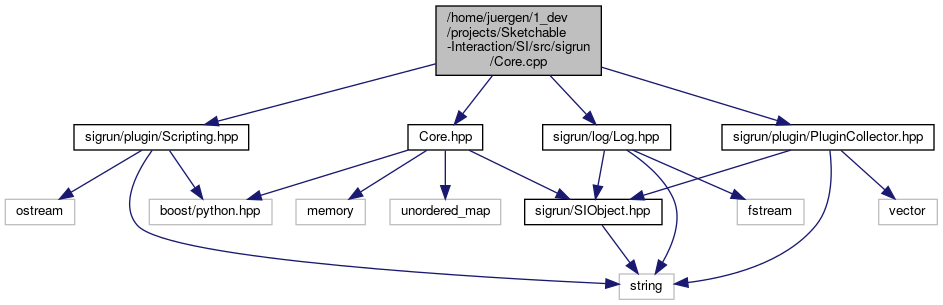 /home/juergen/1_dev
/projects/Sketchable
-Interaction/SI/src/sigrun
/Core.cpp
sigrun/plugin/Scripting.hpp
Core.hpp
sigrun/log/Log.hpp
sigrun/plugin/PluginCollector.hpp
ostream
boost/python.hpp
memory
unordered_map
sigrun/SIObject.hpp
fstream
vector
string